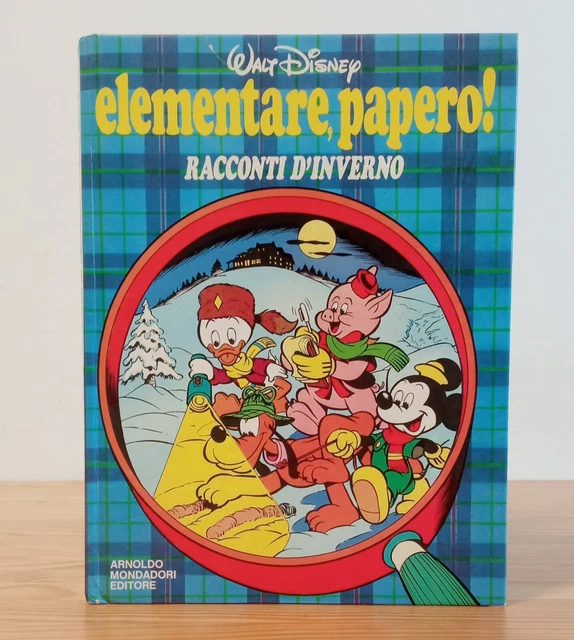 WALT DISNEY
elementare, papero!
RACCONTI D'INVERNO
ARNOLDO
MONDADORI
EDITORE